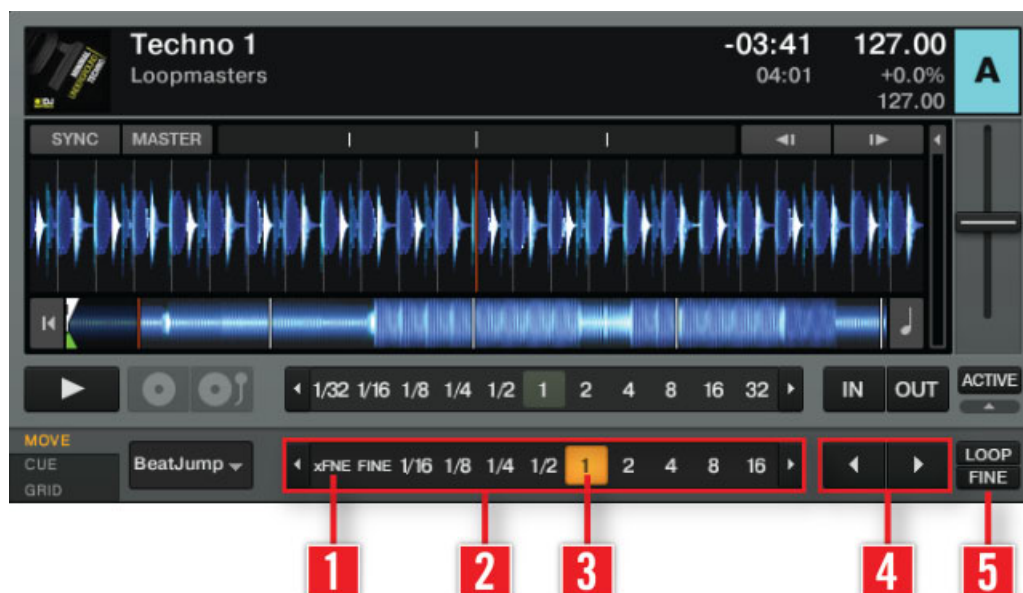 Techno 1
-03:41
127.00
Loopmasters
04:01
+0.0%
127.00
A
SYNC
MASTER
1/32 1/16 1/8 1/4 1/2 1 2 4 8 16 32
IN
OUT
ACTIVE
MOVE
CUE
GRID
BeatJump
xFNE FINE 1/16 1/8 1/4 1/2 1 2 4 8 16
LOOP
FINE
1
2
3
4
5